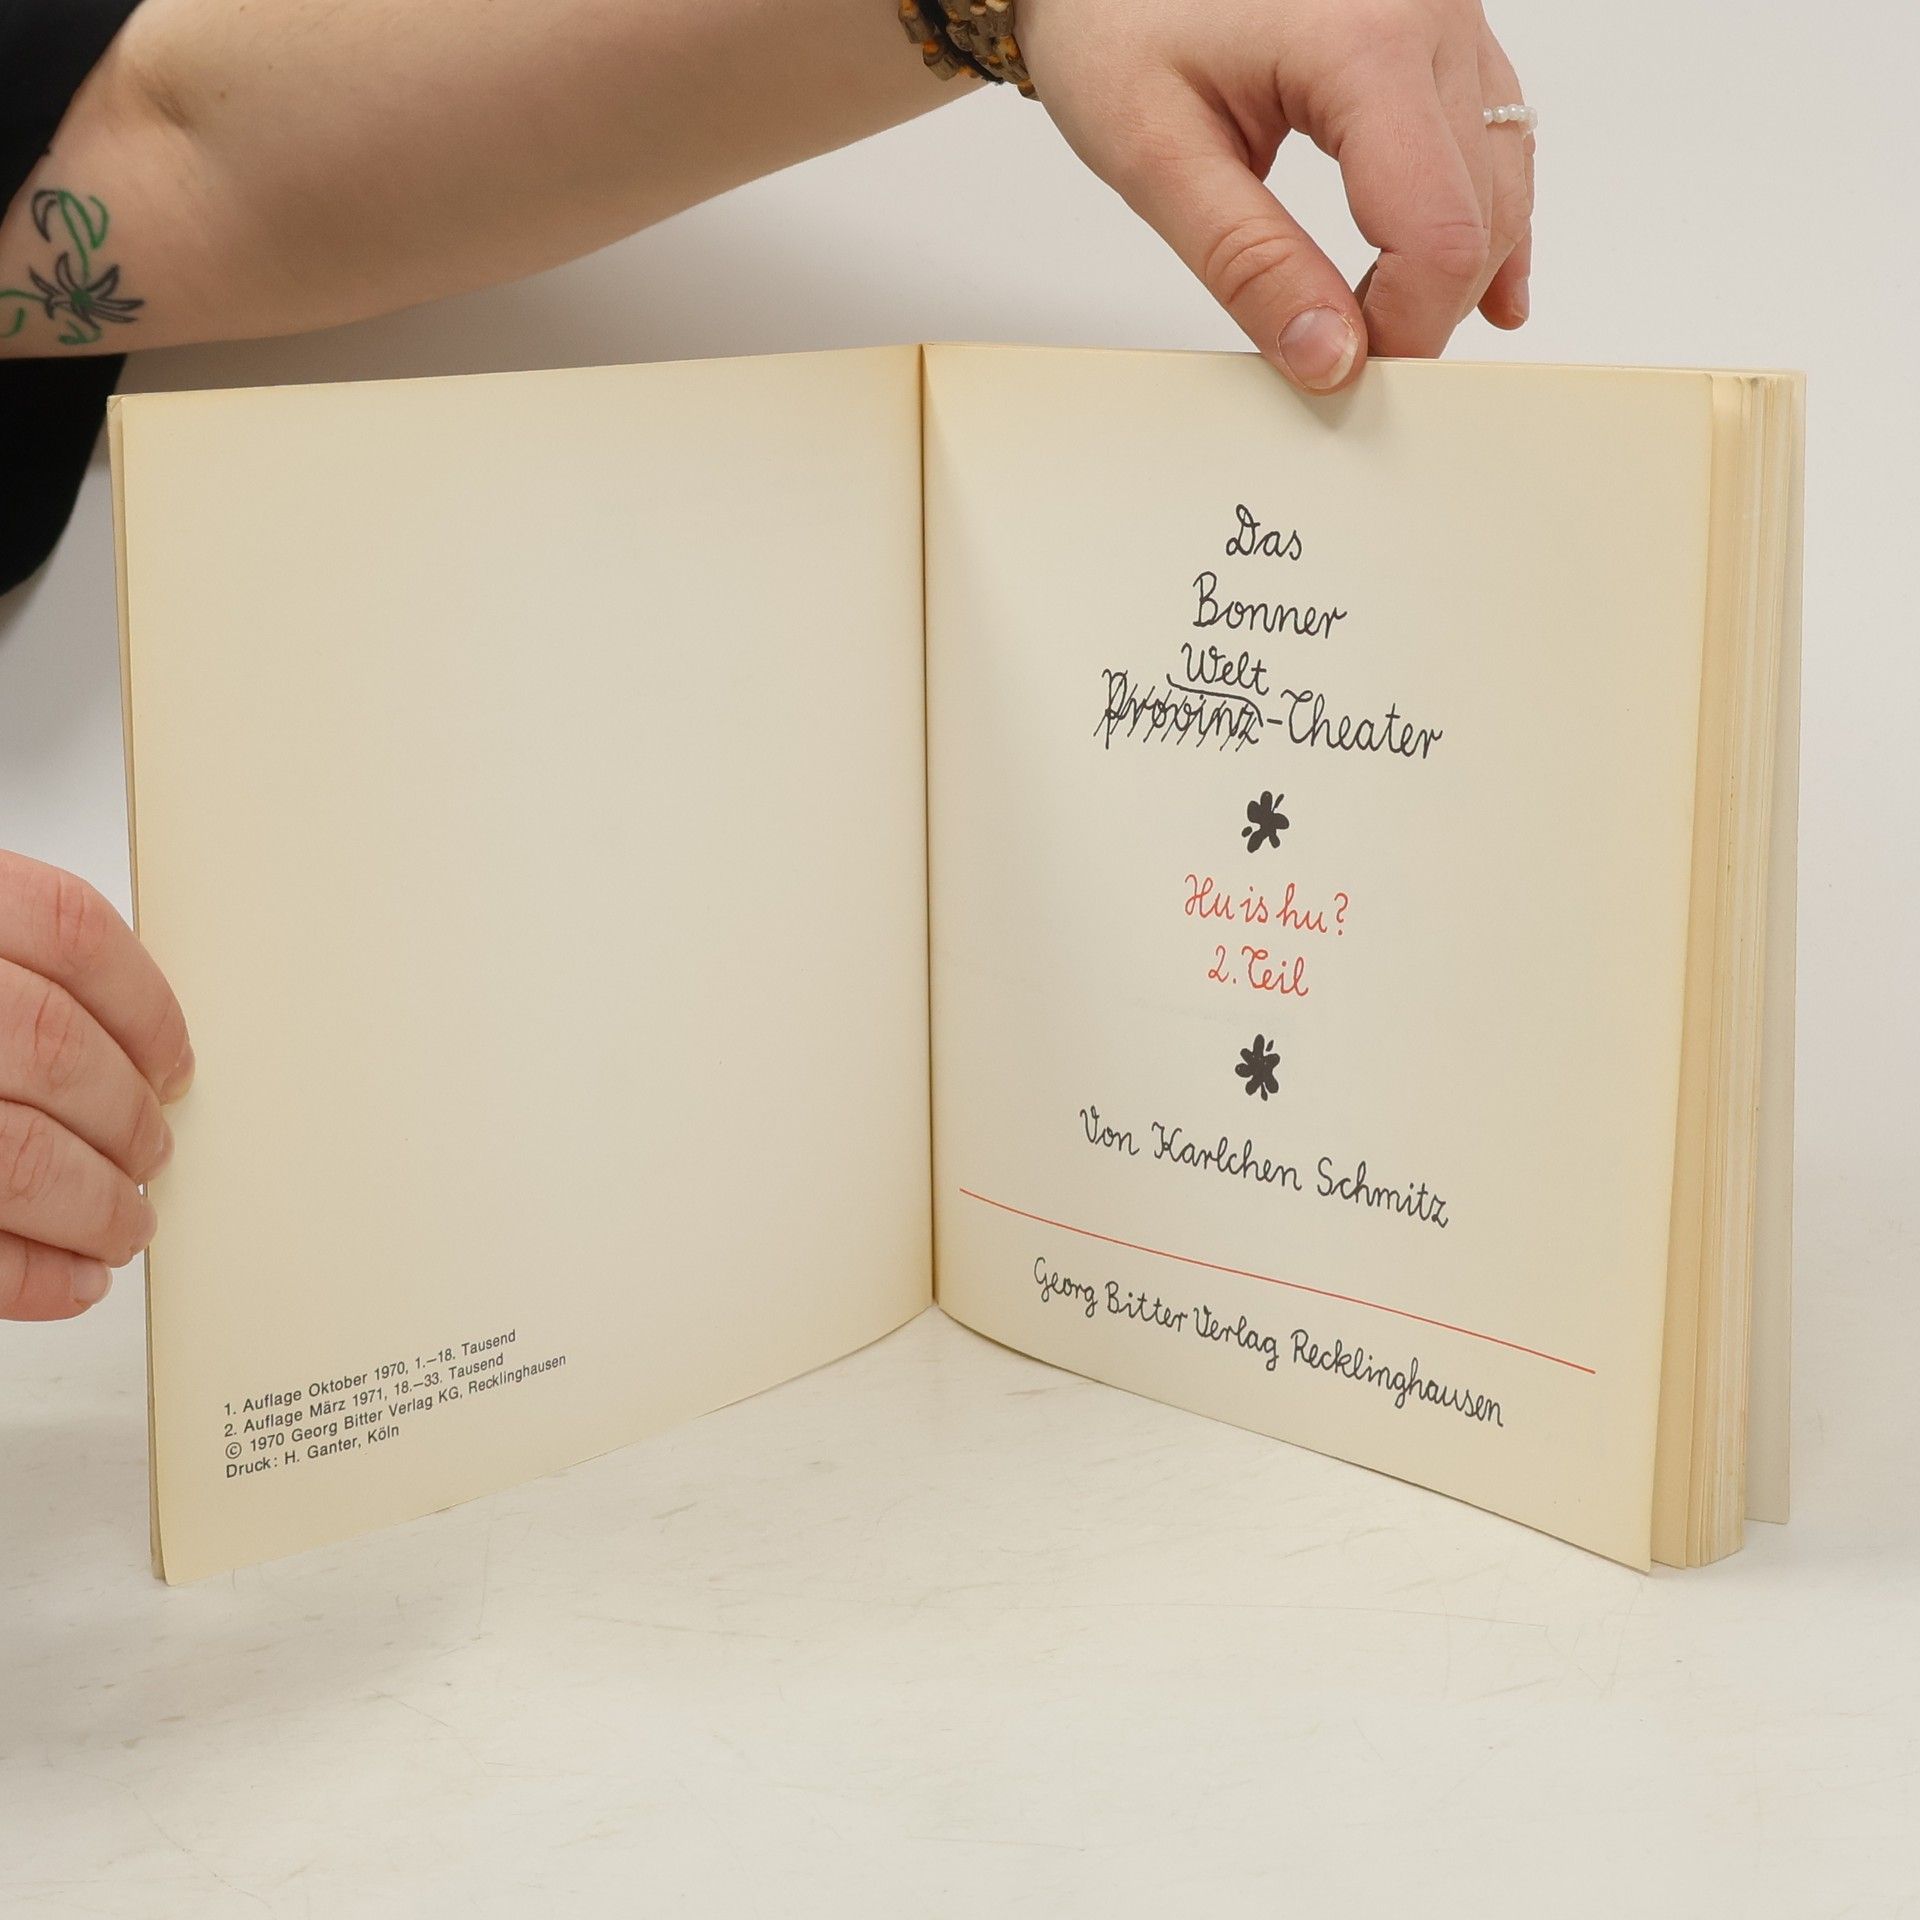 1. Auflage Oktober 1970, 1.—18. Tausend
2. Auflage März 1971, 18.—33. Tausend
© 1970 Georg Bitter Verlag KG, Recklinghausen
Druck: H. Ganter, Köln
Das
Bonner
Welt
Provinz-Theater
Hu is hu?
2. Teil
Von Karlchen Schmitz
Georg Bitter Verlag Recklinghausen